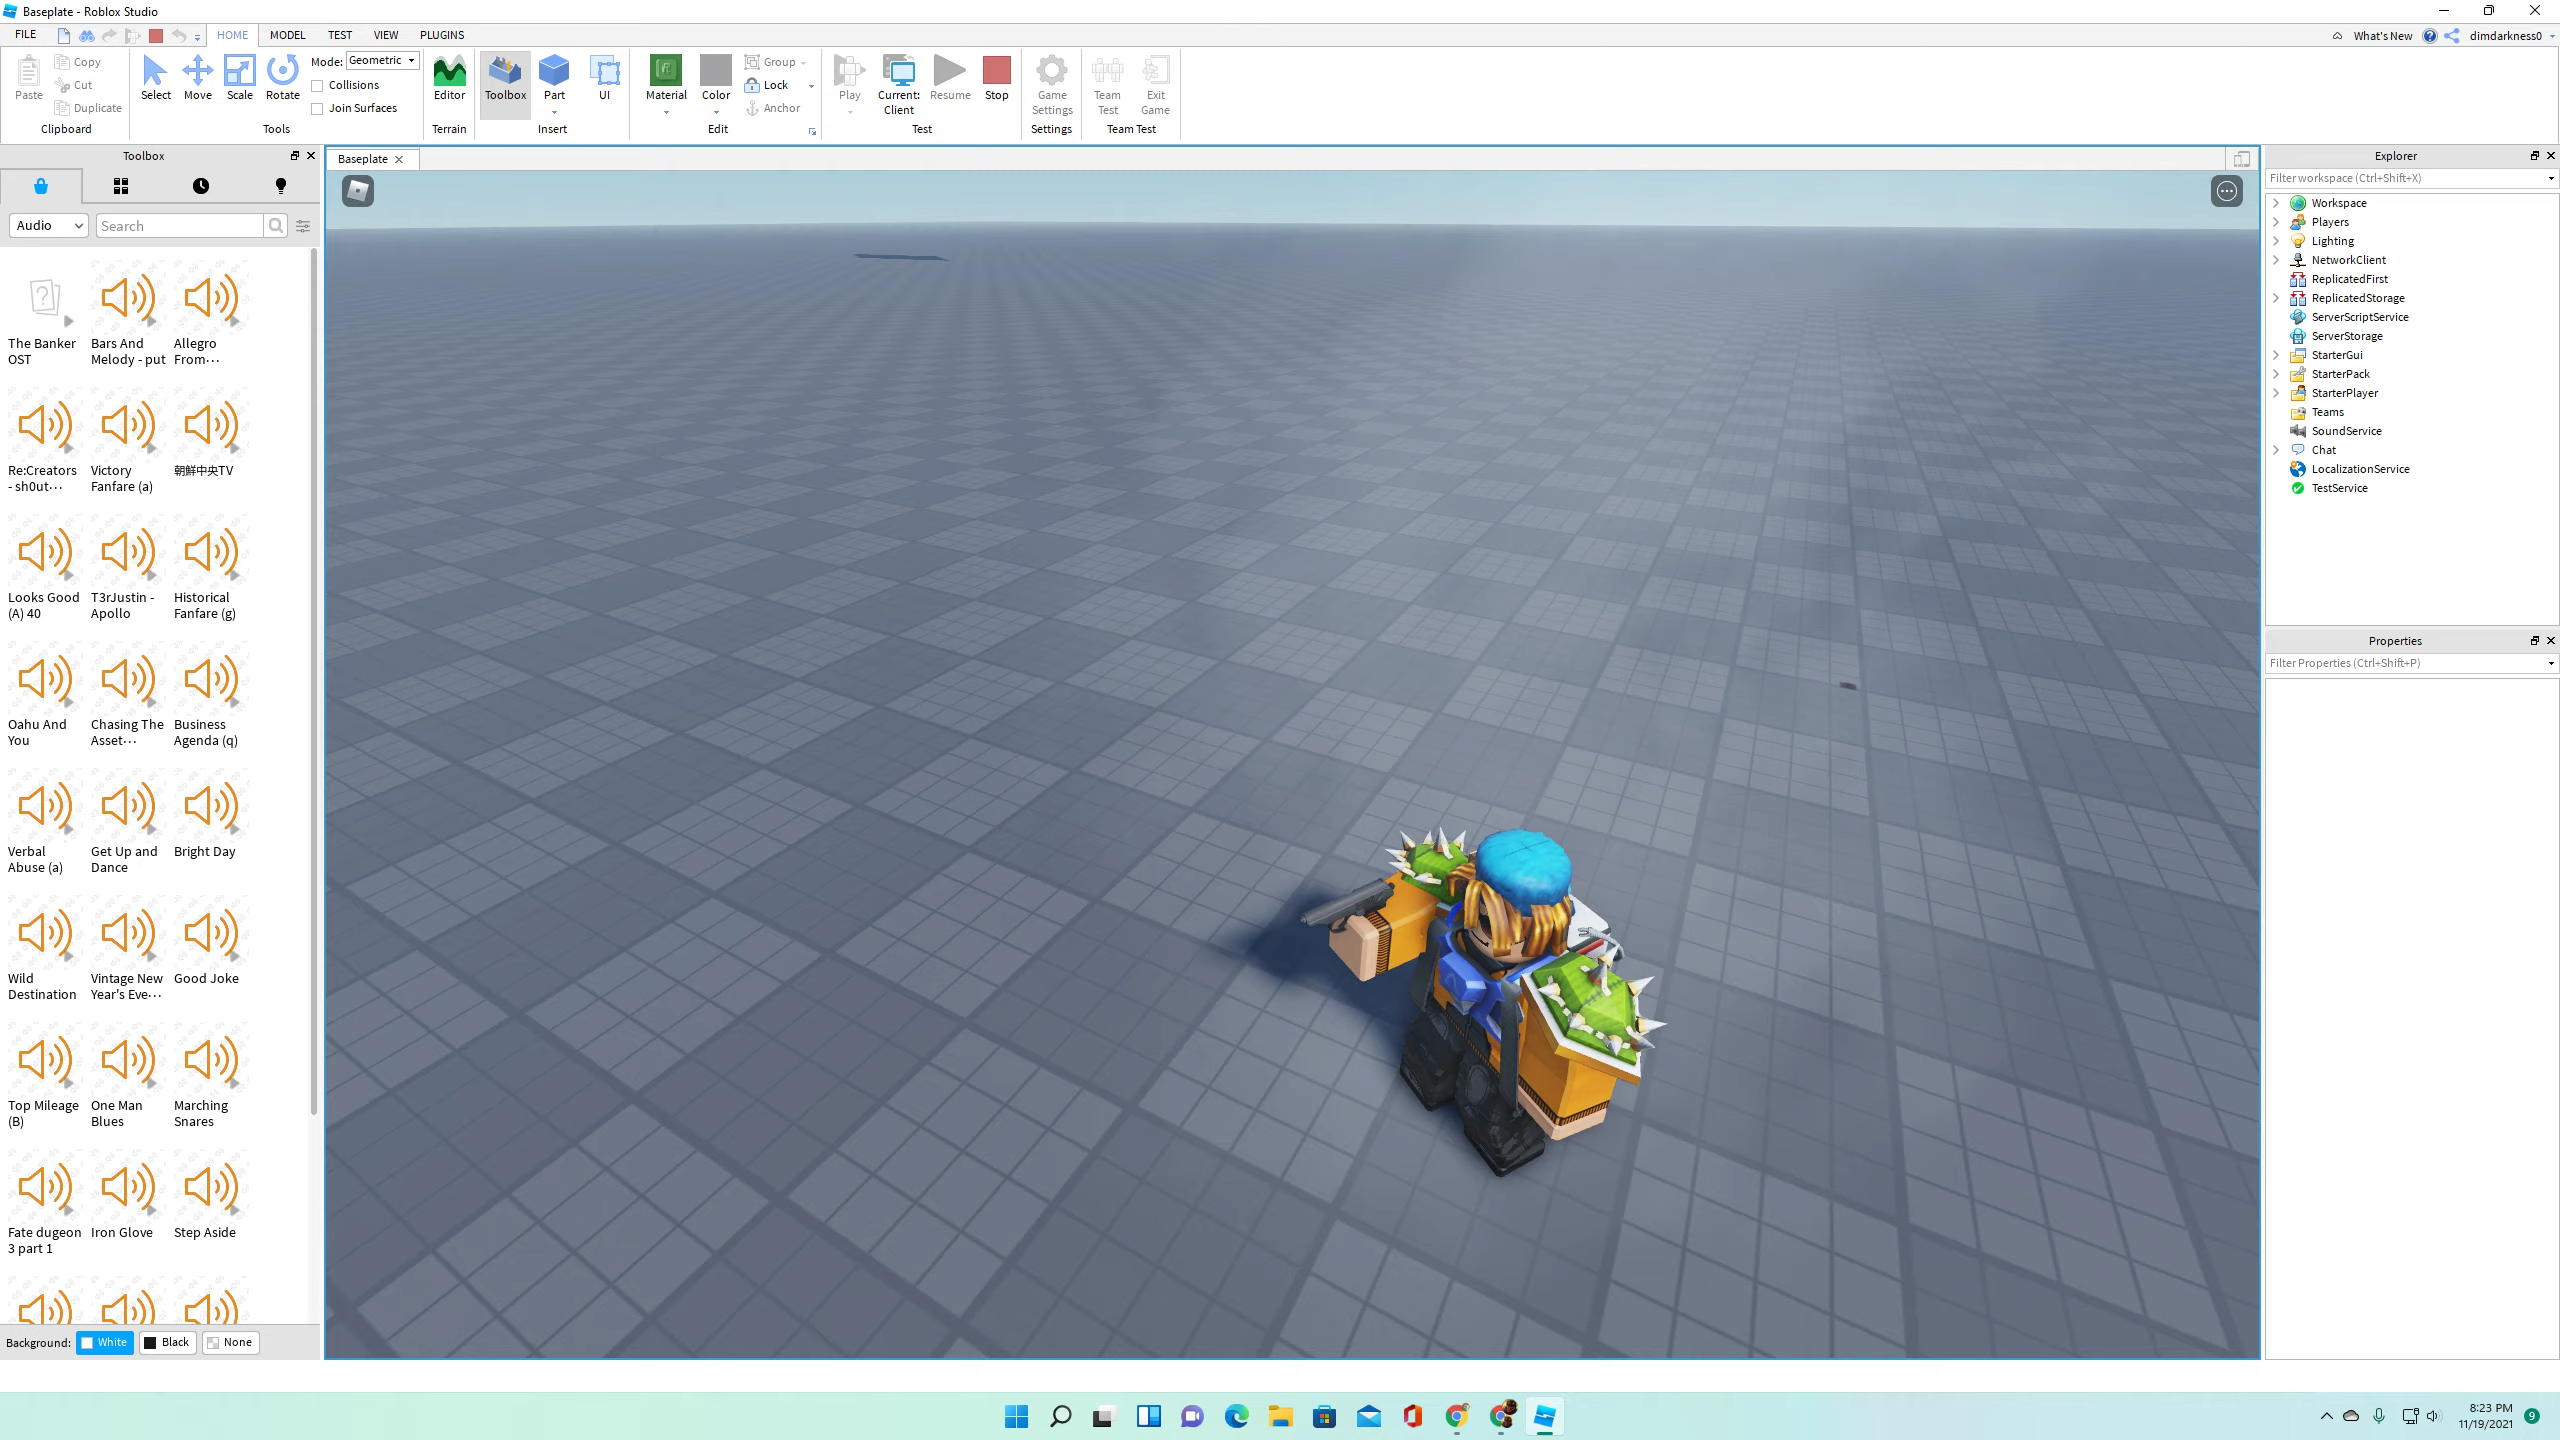 Baseplate - Roblox Studio
FILE HOME MODEL TEST VIEW PLUGINS What's New dimdarkness0
Paste Copy Cut Duplicate Clipboard
Select Move Scale Rotate Mode: Geometric Collisions Join Surfaces Tools
Editor Terrain
Toolbox Part UI Insert
Material Color Group Lock Anchor Edit
Play Current: Client Resume Stop Test
Game Settings Settings
Team Test Exit Game Team Test
Toolbox
Audio Search
The Banker OST
Bars And Melody - put
Allegro From...
Re:Creators - sh0ut...
Victory Fanfare (a)
朝鮮中央TV
Looks Good (A) 40
T3rJustin - Apollo
Historical Fanfare (g)
Oahu And You
Chasing The Asset...
Business Agenda (q)
Verbal Abuse (a)
Get Up and Dance
Bright Day
Wild Destination
Vintage New Year's Eve...
Good Joke
Top Mileage (B)
One Man Blues
Marching Snares
Fate dugeon 3 part 1
Iron Glove
Step Aside
Background: White Black None
Baseplate
Explorer
Filter workspace (Ctrl+Shift+X)
Workspace
Players
Lighting
NetworkClient
ReplicatedFirst
ReplicatedStorage
ServerScriptService
ServerStorage
StarterGui
StarterPack
StarterPlayer
Teams
SoundService
Chat
LocalizationService
TestService
Properties
Filter Properties (Ctrl+Shift+P)
8:23 PM
11/19/2021
9